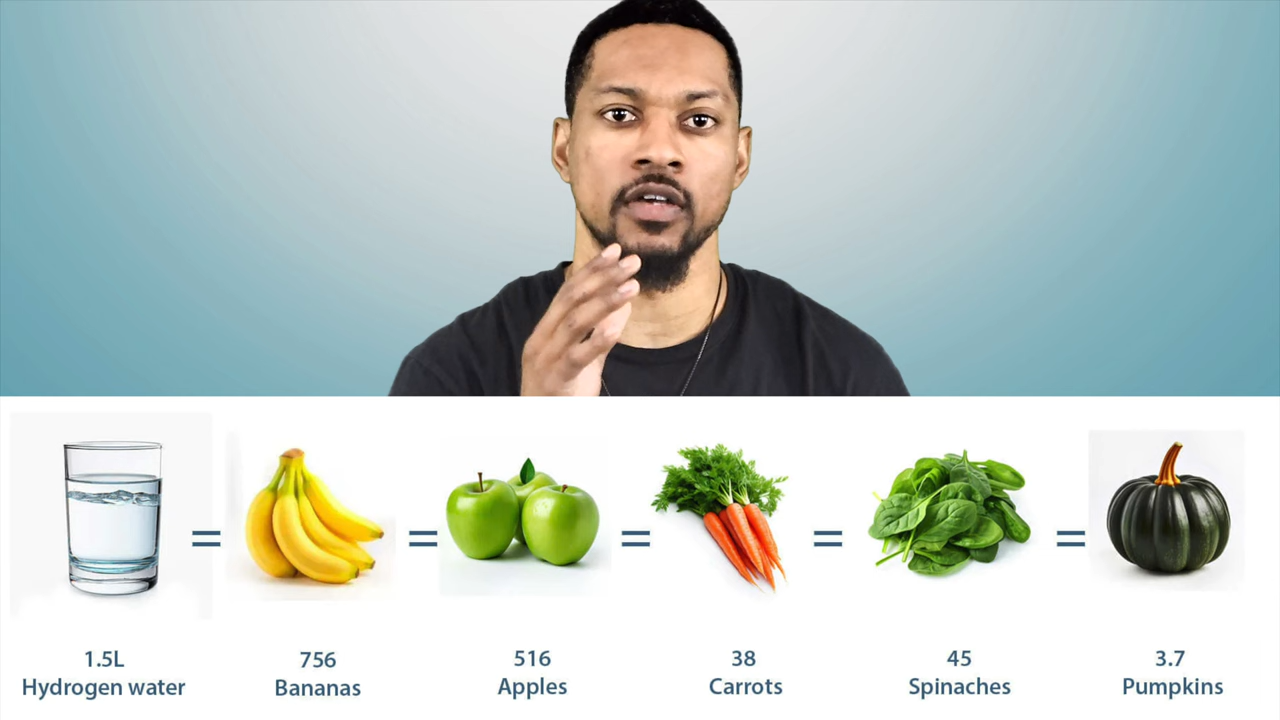 = = = = =
1.5L
Hydrogen water
756
Bananas
516
Apples
38
Carrots
45
Spinaches
3.7
Pumpkins